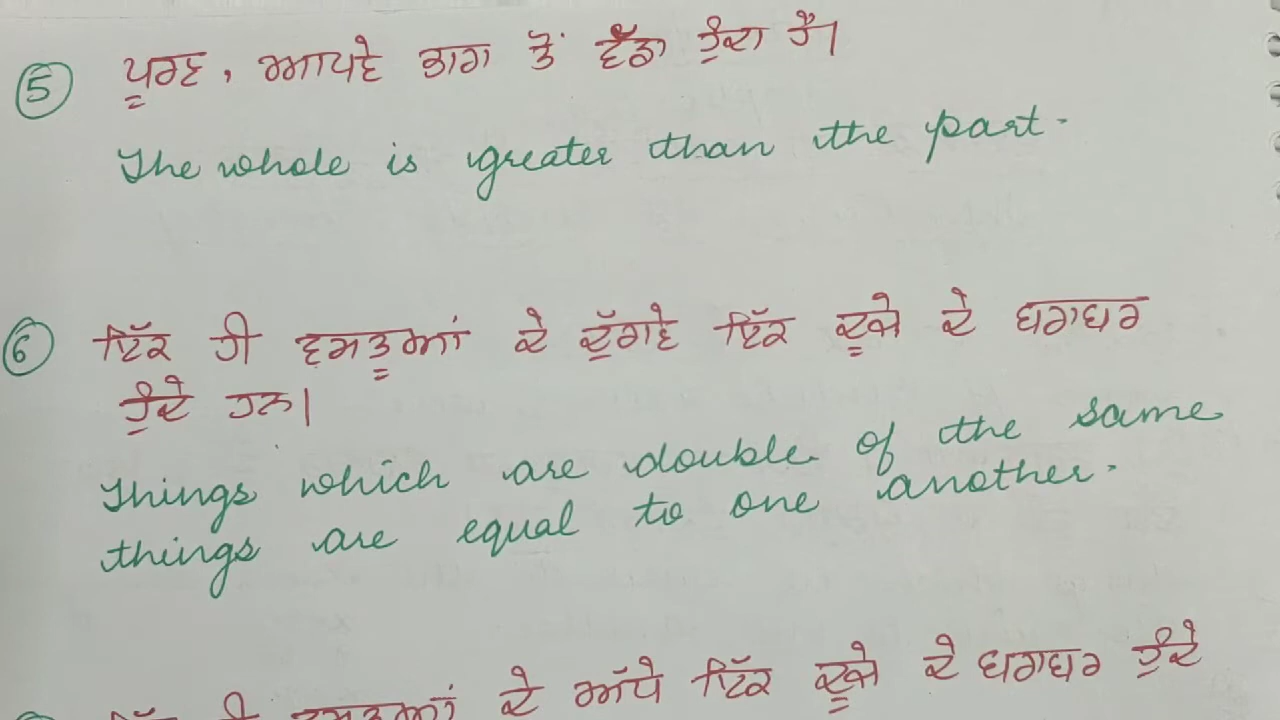 ⑤ ਪੂਰਣ, ਆਪਣੇ ਭਾਗ ਤੋਂ ਵੱਡਾ ਹੁੰਦਾ ਹੈ।
The whole is greater than the part.
⑥ ਇੱਕ ਹੀ ਵਸਤੂਆਂ ਦੇ ਦੁੱਗਣੇ ਇੱਕ ਦੂਜੇ ਦੇ ਬਰਾਬਰ
ਹੁੰਦੇ ਹਨ।
Things which are double of the same
things are equal to one another.
ਇੱਕ ਹੀ ਵਸਤੂਆਂ ਦੇ ਅੱਧੇ ਇੱਕ ਦੂਜੇ ਦੇ ਬਰਾਬਰ ਹੁੰਦੇ